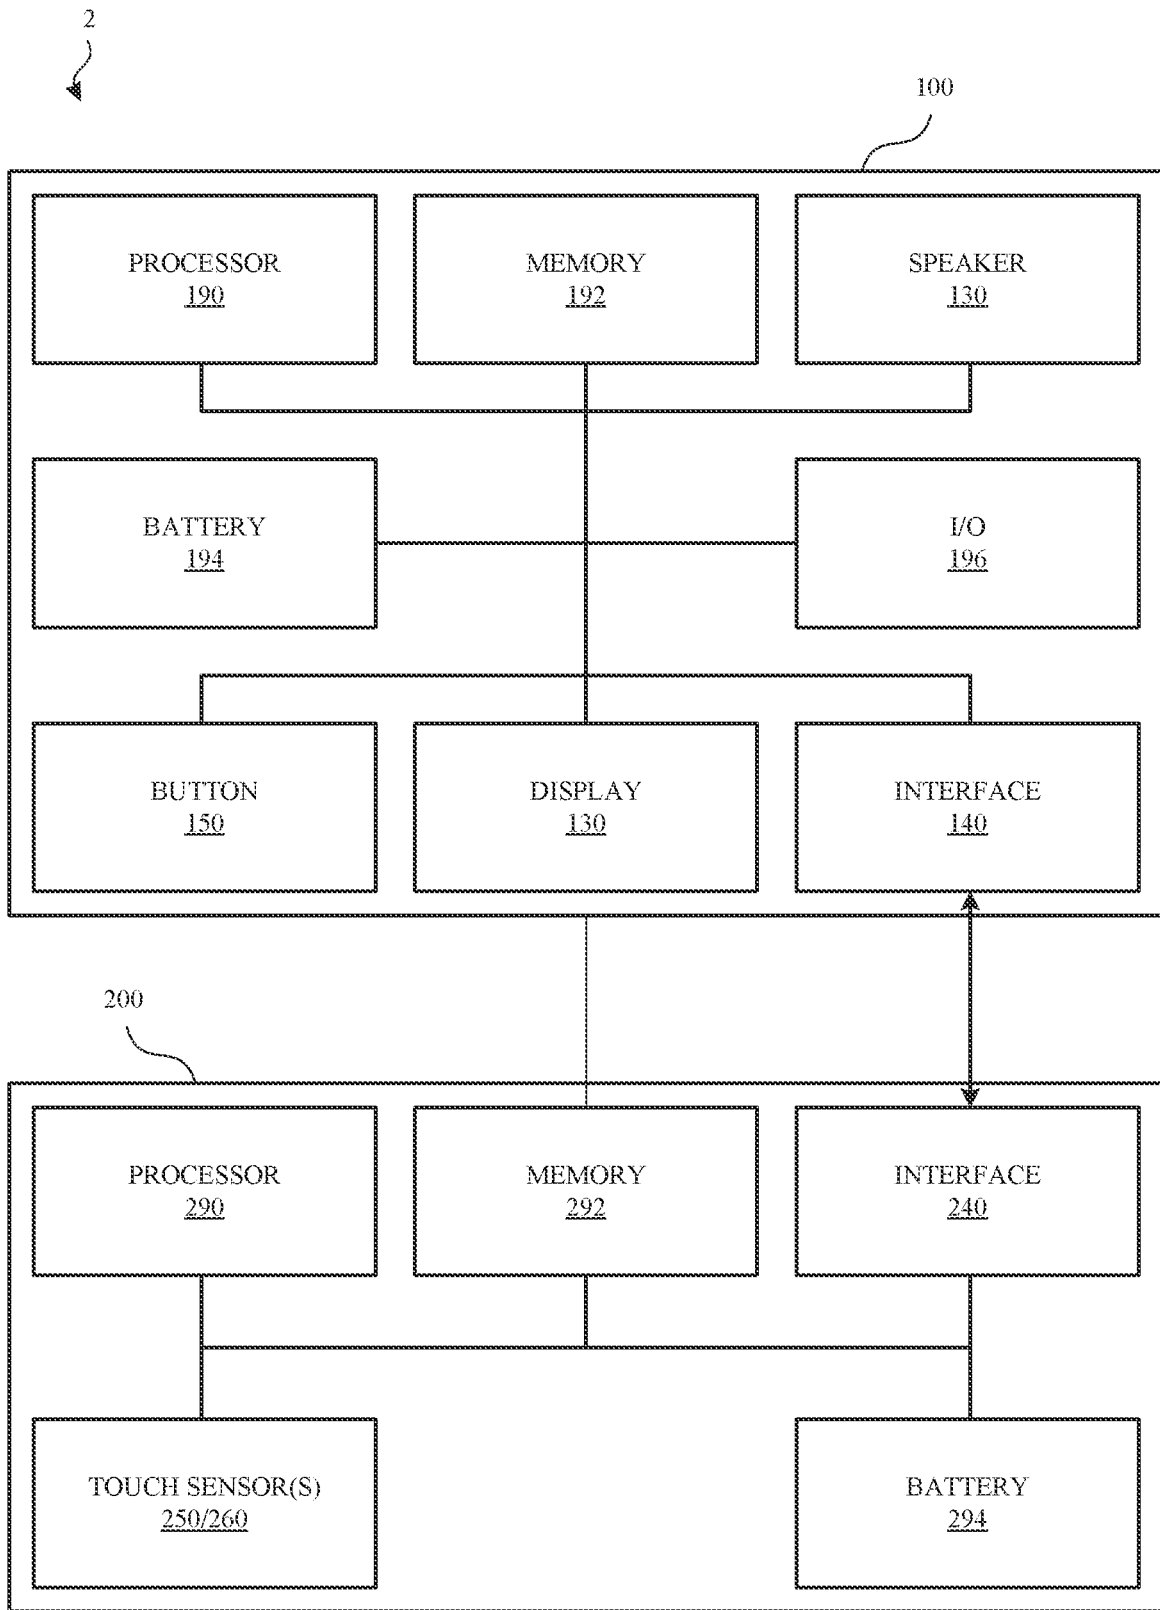 2
100
PROCESSOR
190
MEMORY
192
SPEAKER
130
BATTERY
194
I/O
196
BUTTON
150
DISPLAY
130
INTERFACE
140
200
PROCESSOR
290
MEMORY
292
INTERFACE
240
TOUCH SENSOR(S)
250/260
BATTERY
294